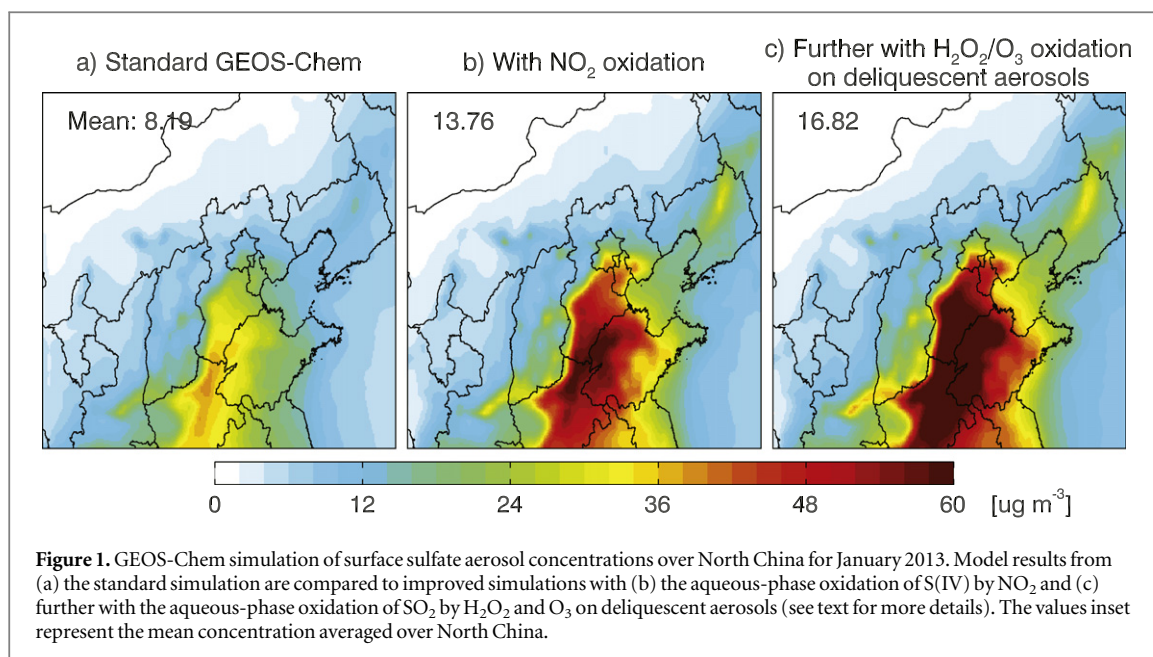 a) Standard GEOS-Chem
b) With NO₂ oxidation
c) Further with H₂O₂/O₃ oxidation
on deliquescent aerosols
Mean: 8.19
13.76
16.82
0 12 24 36 48 60 [ug m⁻³]
Figure 1. GEOS-Chem simulation of surface sulfate aerosol concentrations over North China for January 2013. Model results from
(a) the standard simulation are compared to improved simulations with (b) the aqueous-phase oxidation of S(IV) by NO₂ and (c)
further with the aqueous-phase oxidation of SO₂ by H₂O₂ and O₃ on deliquescent aerosols (see text for more details). The values inset
represent the mean concentration averaged over North China.